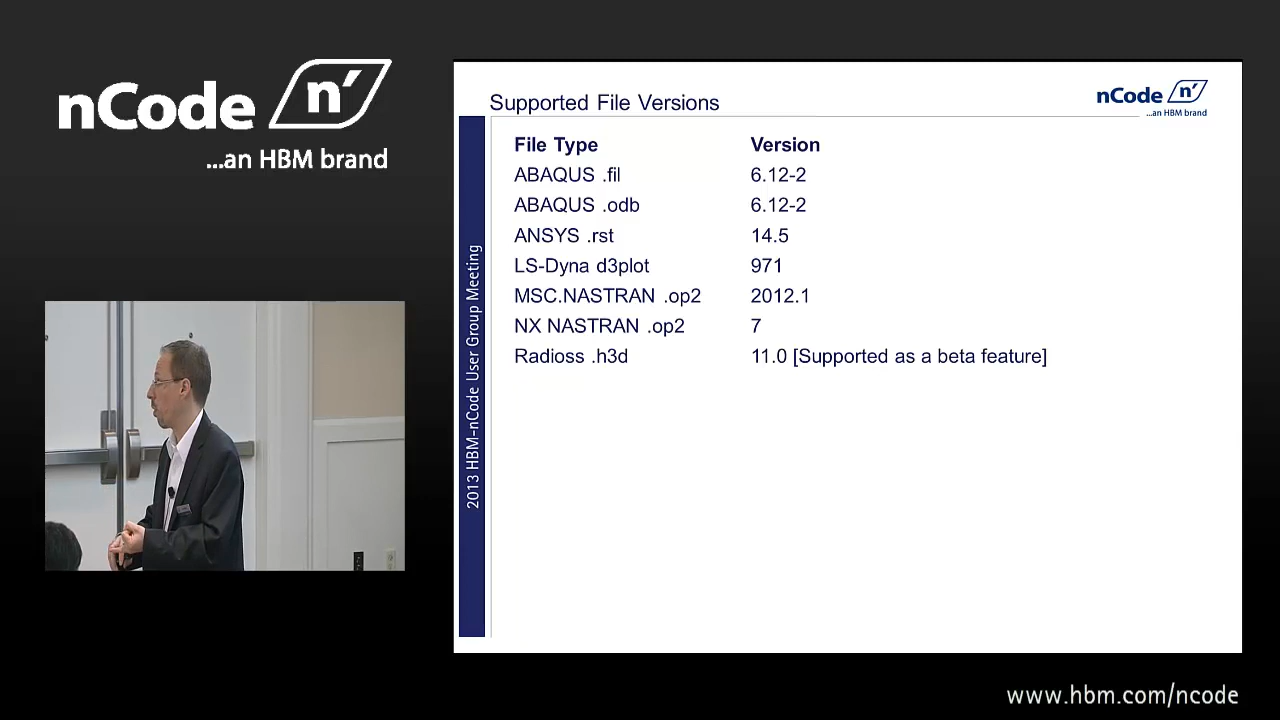 nCode n'
...an HBM brand
Supported File Versions
nCode n'
...an HBM brand
2013 HBM-nCode User Group Meeting
File Type Version
ABAQUS .fil 6.12-2
ABAQUS .odb 6.12-2
ANSYS .rst 14.5
LS-Dyna d3plot 971
MSC.NASTRAN .op2 2012.1
NX NASTRAN .op2 7
Radioss .h3d 11.0 [Supported as a beta feature]
www.hbm.com/ncode